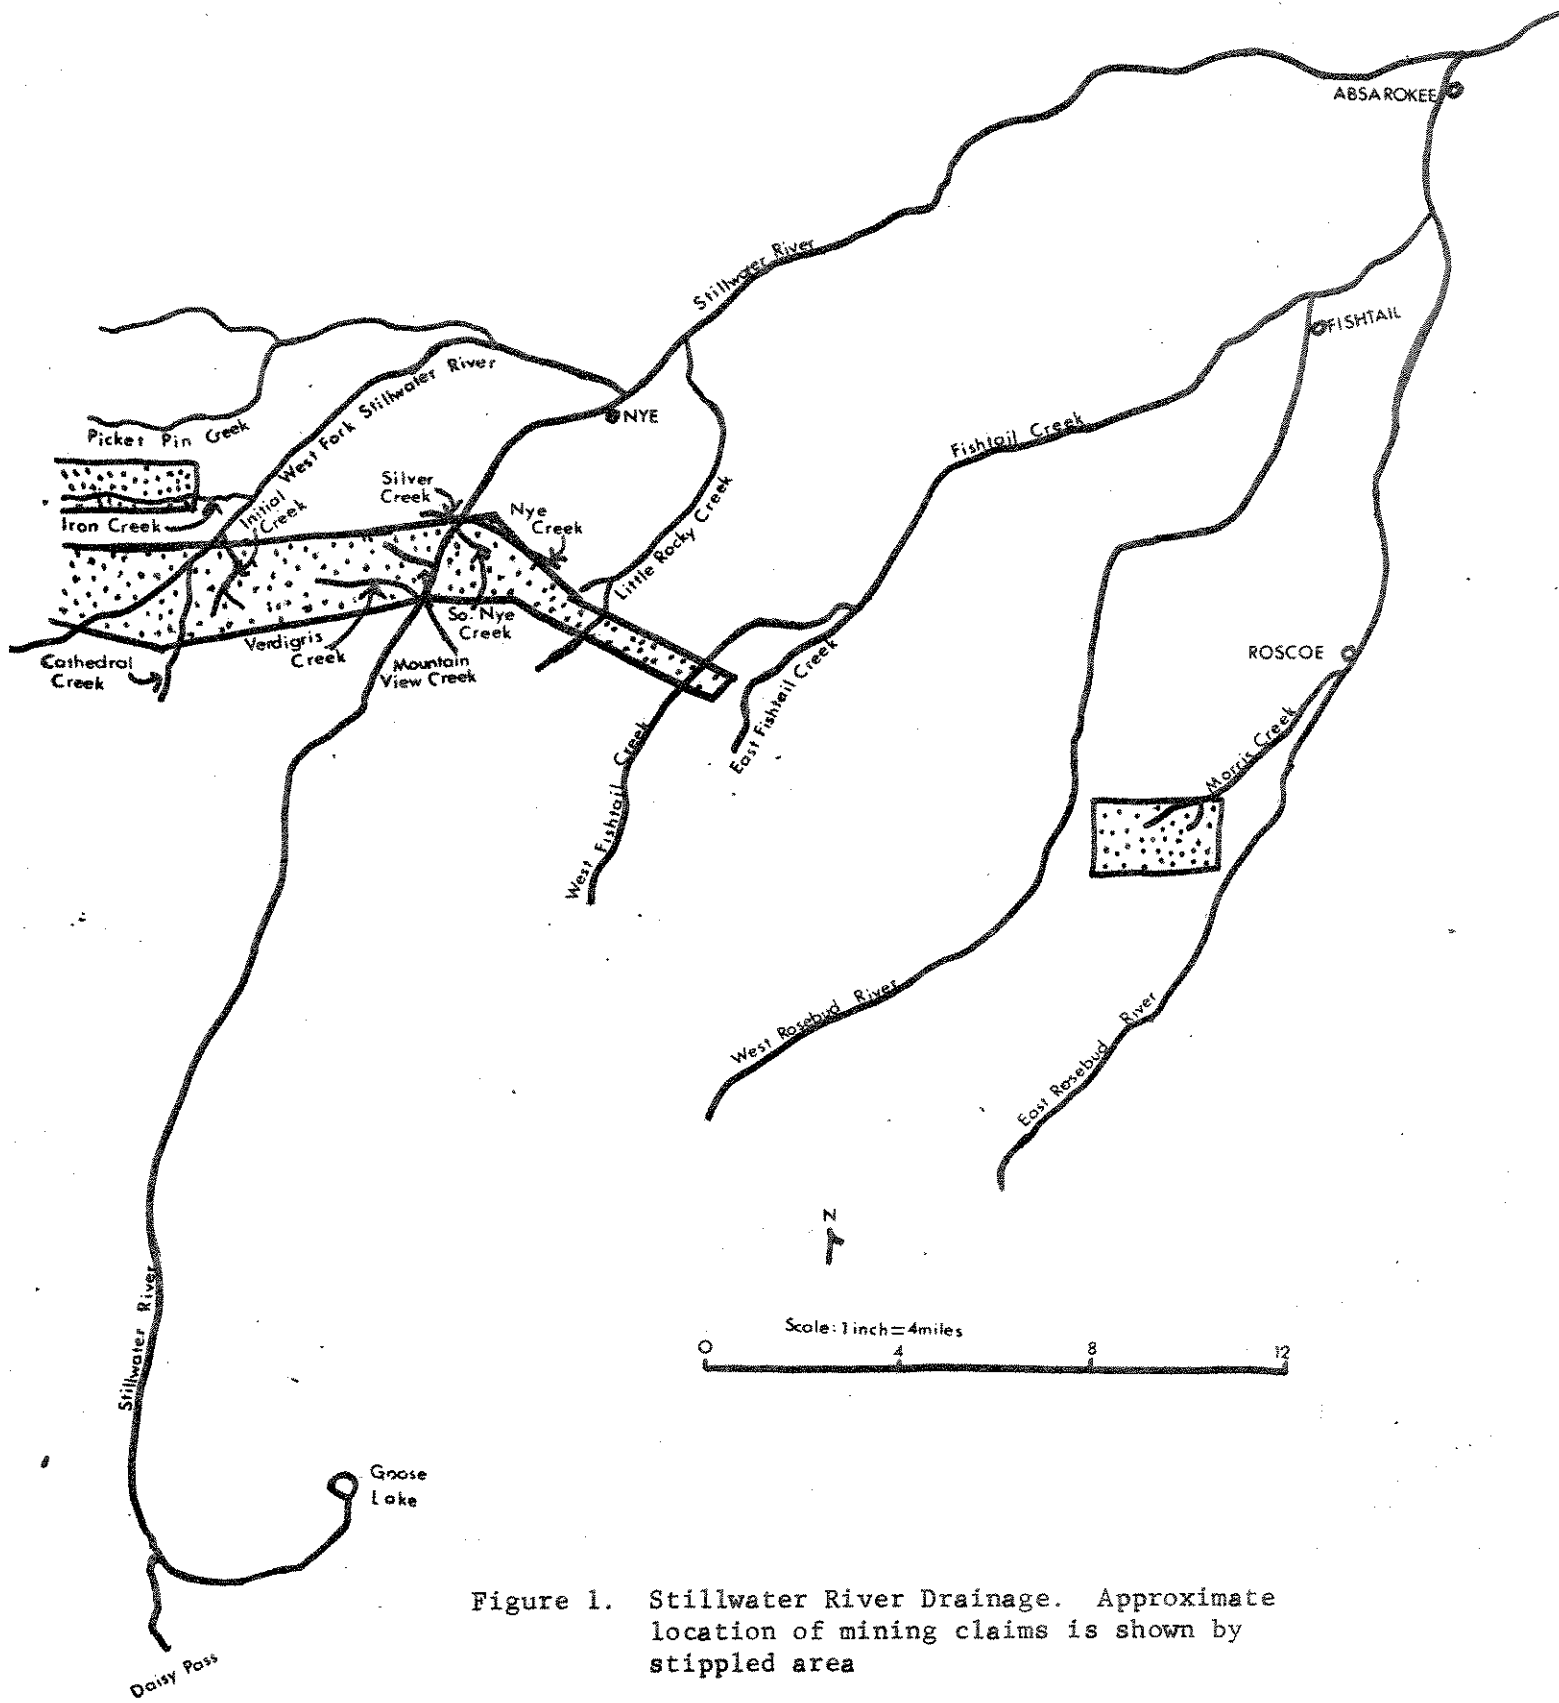 ABSAROKEE
Stillwater River
FISHTAIL
West Fork Stillwater River
NYE
Picket Pin Creek
Fishtail Creek
Silver
Creek
Initial
Creek
Nye
Creek
Iron Creek
Little Rocky Creek
Verdigris
Creek
So. Nye
Creek
Cathedral
Creek
Mountain
View Creek
East Fishtail Creek
ROSCOE
West Fishtail Creek
Morris Creek
West Rosebud River
East Rosebud River
N
Scale: 1 inch = 4 miles
0 4 8 12
Stillwater River
Goose
Lake
Daisy Pass
Figure 1. Stillwater River Drainage. Approximate
location of mining claims is shown by
stippled area